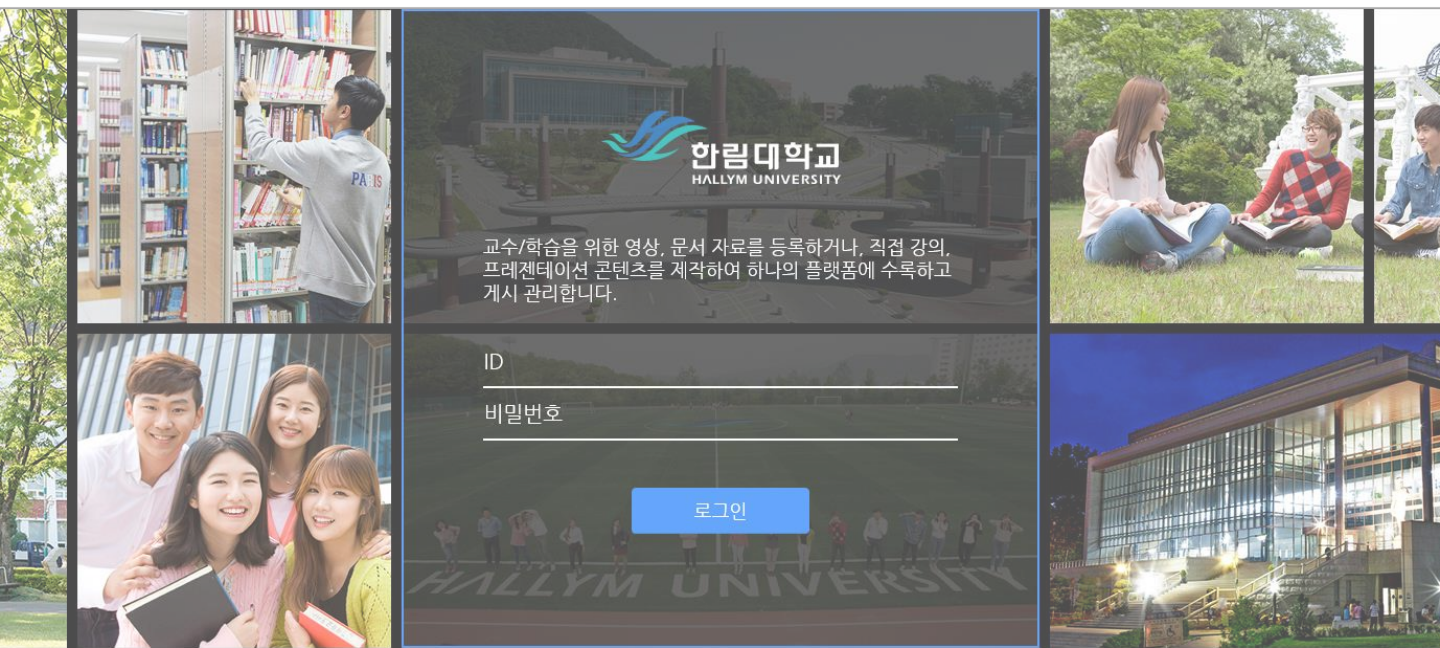 PARIS
한림대학교
HALLYM UNIVERSITY
교수/학습을 위한 영상, 문서 자료를 등록하거나, 직접 강의,
프레젠테이션 콘텐츠를 제작하여 하나의 플랫폼에 수록하고
게시 관리합니다.
ID
비밀번호
로그인
HALLYM UNIVERSITY